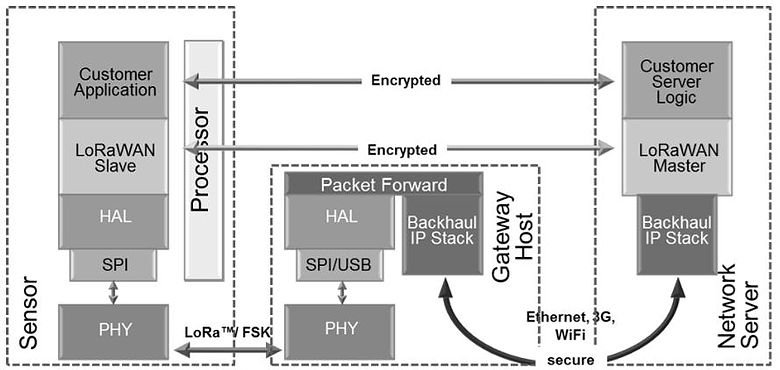 Customer
Application
LoRaWAN
Slave
HAL
SPI
PHY
Sensor
Processor
Encrypted
Encrypted
LoRa™/ FSK
Packet Forward
HAL
SPI/USB
PHY
Backhaul
IP Stack
Gateway
Host
Ethernet, 3G,
WiFi
secure
Customer
Server
Logic
LoRaWAN
Master
Backhaul
IP Stack
Network
Server